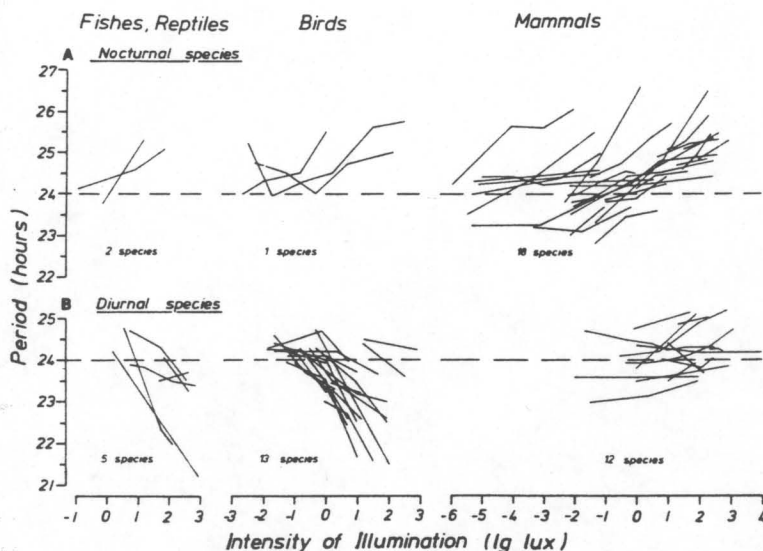 Fishes, Reptiles Birds Mammals
A Nocturnal species
27
26
25
24
23
22
2 species 1 species 18 species
Period (hours)
B Diurnal species
25
24
23
22
21
5 species 13 species 12 species
-1 0 1 2 3 -3 -2 -1 0 1 2 3 -6 -5 -4 -3 -2 -1 0 1 2 3 4
Intensity of Illumination (lg lux)